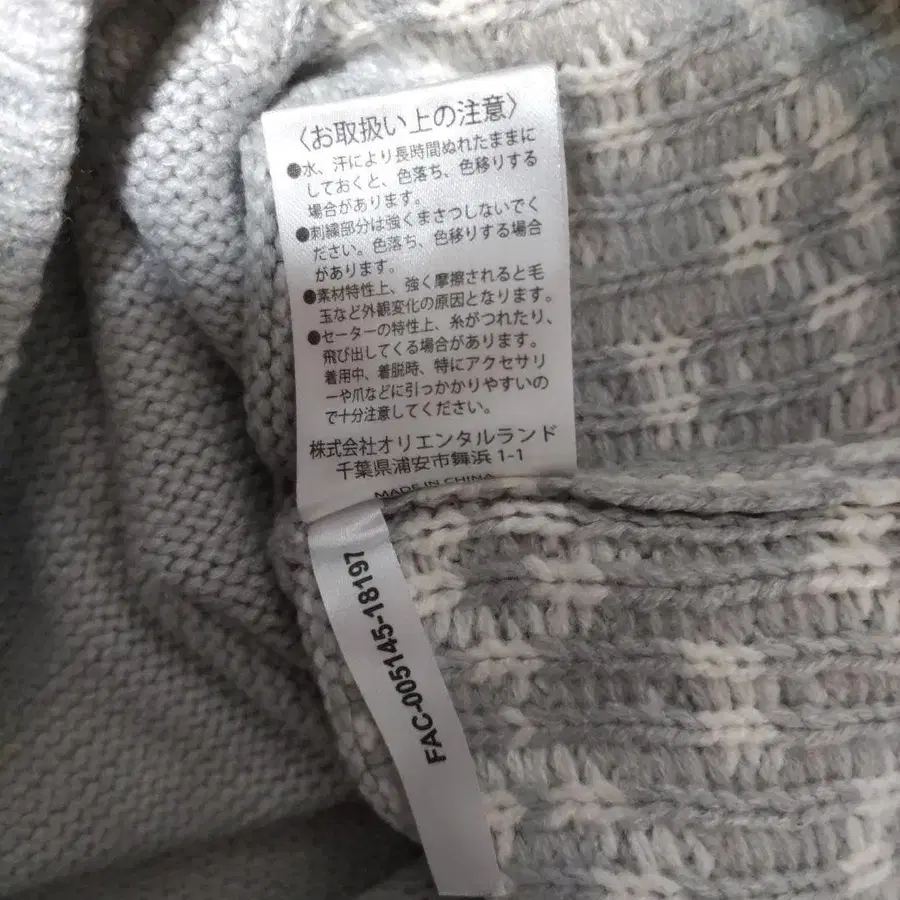 〈お取扱い上の注意〉
●水、汗により長時間ぬれたままに
しておくと、色落ち、色移りする
場合があります。
●刺繍部分は強くまさつしないでく
ださい。色落ち、色移りする場合
があります。
●素材特性上、強く摩擦されると毛
玉など外観変化の原因となります。
●セーターの特性上、糸がつれたり、
飛び出してくる場合があります。
着用中、着脱時、特にアクセサリ
ーや爪などに引っかかりやすいの
で十分注意してください。
株式会社オリエンタルランド
千葉県浦安市舞浜 1-1
MADE IN CHINA
FAC-005145-18197